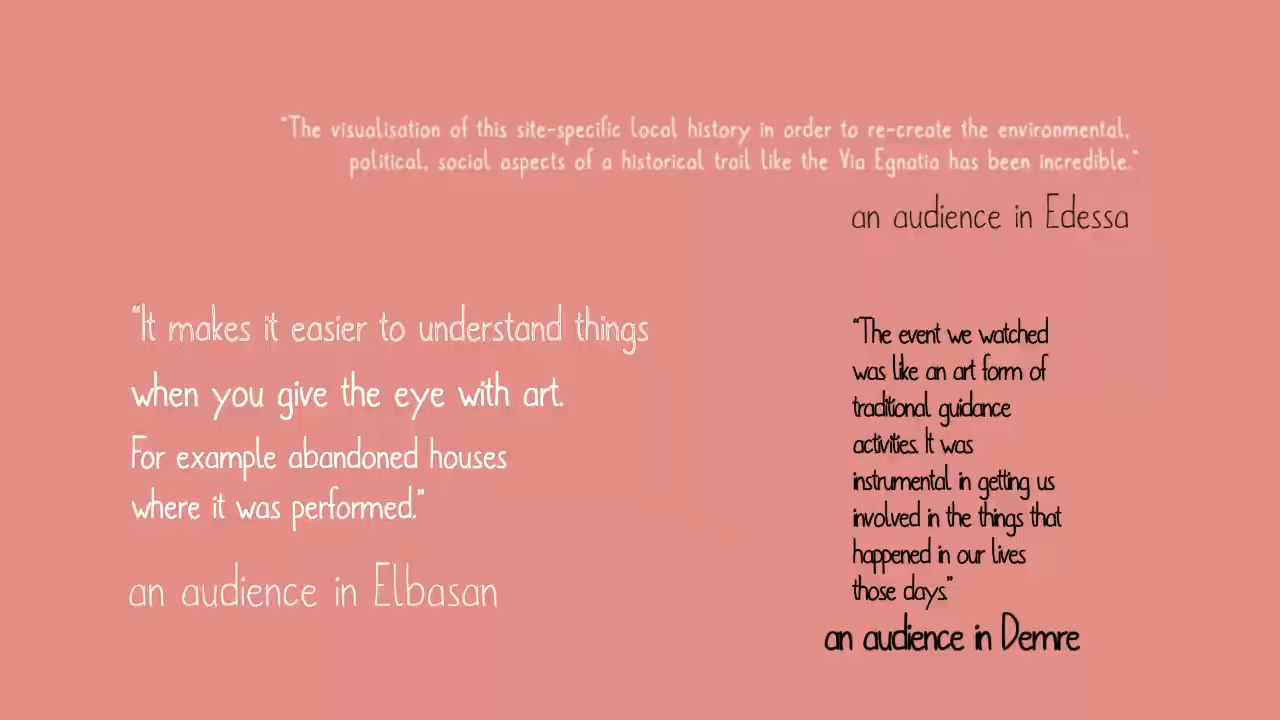 "The visualisation of this site-specific local history in order to re-create the environmental,
political, social aspects of a historical trail like the Via Egnatia has been incredible."
an audience in Edessa
"It makes it easier to understand things
when you give the eye with art.
For example abandoned houses
where it was performed."
an audience in Elbasan
"The event we watched
was like an art form of
traditional guidance
activities. It was
instrumental in getting us
involved in the things that
happened in our lives
those days."
an audience in Demre